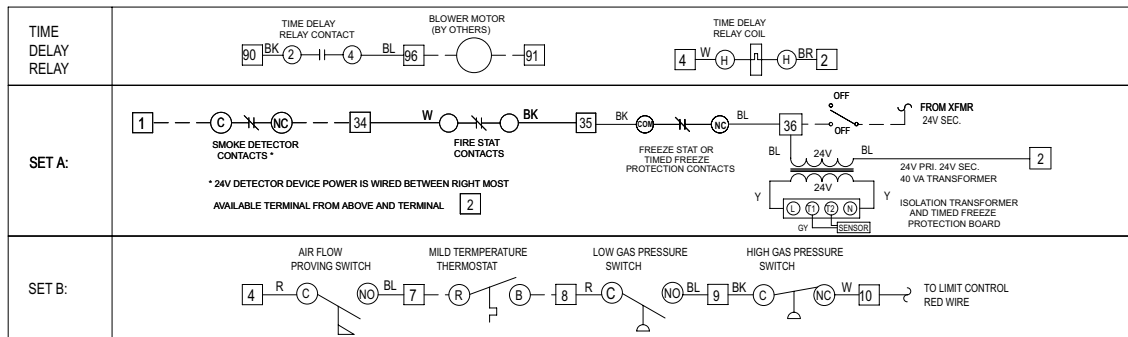 TIME
DELAY
RELAY
TIME DELAY
RELAY CONTACT
BLOWER MOTOR
(BY OTHERS)
90 BK 2 4 BL 96 91
TIME DELAY
RELAY COIL
4 W H H BR 2
SET A:
1 C NC 34 W BK 35 BK COM NC BL 36
SMOKE DETECTOR
CONTACTS *
FIRE STAT
CONTACTS
FREEZE STAT OR
TIMED FREEZE
PROTECTION CONTACTS
OFF
OFF
FROM XFMR
24V SEC.
BL 24V BL 2
24V
24V PRI. 24V SEC.
40 VA TRANSFORMER
Y Y
L T1 T2 N
GY SENSOR
ISOLATION TRANSFORMER
AND TIMED FREEZE
PROTECTION BOARD
* 24V DETECTOR DEVICE POWER IS WIRED BETWEEN RIGHT MOST
AVAILABLE TERMINAL FROM ABOVE AND TERMINAL 2
SET B:
AIR FLOW
PROVING SWITCH
MILD TERMPERATURE
THERMOSTAT
LOW GAS PRESSURE
SWITCH
HIGH GAS PRESSURE
SWITCH
4 R C NO BL 7 R B 8 R C NO BL 9 BK C NC W 10
TO LIMIT CONTROL
RED WIRE